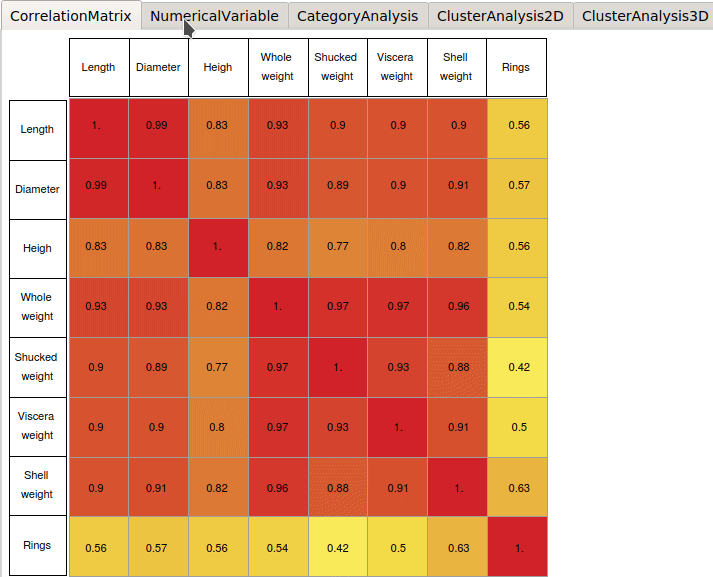 CorrelationMatrix NumericalVariable CategoryAnalysis ClusterAnalysis2D ClusterAnalysis3D
Length Diameter Heigh Whole weight Shucked weight Viscera weight Shell weight Rings
Length 1. 0.99 0.83 0.93 0.9 0.9 0.9 0.56
Diameter 0.99 1. 0.83 0.93 0.89 0.9 0.91 0.57
Heigh 0.83 0.83 1. 0.82 0.77 0.8 0.82 0.56
Whole weight 0.93 0.93 0.82 1. 0.97 0.97 0.96 0.54
Shucked weight 0.9 0.89 0.77 0.97 1. 0.93 0.88 0.42
Viscera weight 0.9 0.9 0.8 0.97 0.93 1. 0.91 0.5
Shell weight 0.9 0.91 0.82 0.96 0.88 0.91 1. 0.63
Rings 0.56 0.57 0.56 0.54 0.42 0.5 0.63 1.